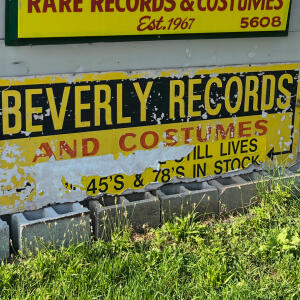 RARE RECORDS & COSTUMES
Est. 1967 5608
BEVERLY RECORDS
AND COSTUMES
STILL LIVES
45'S & 78'S IN STOCK